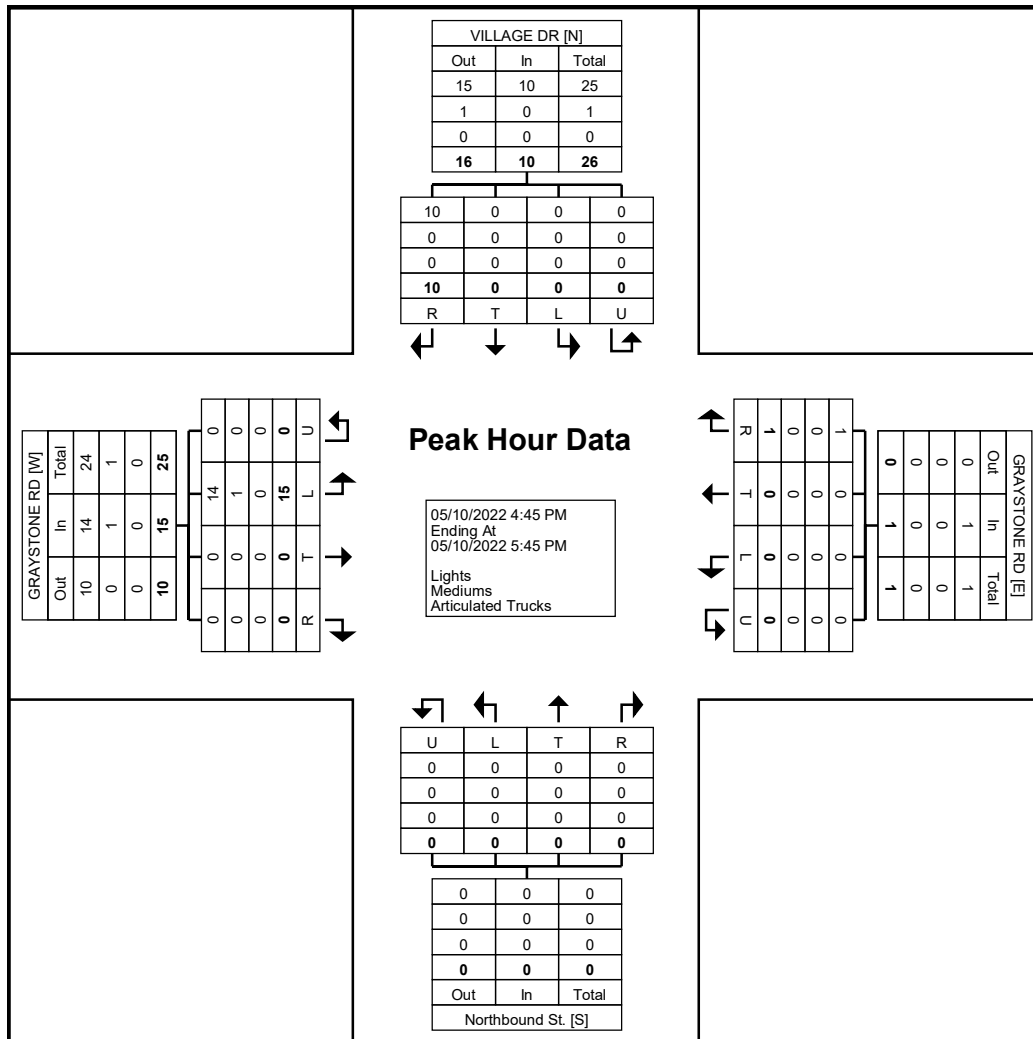 VILLAGE DR [N]
Out In Total
15 10 25
1 0 1
0 0 0
16 10 26
10 0 0 0
0 0 0 0
0 0 0 0
10 0 0 0
R T L U
GRAYSTONE RD [W]
Total 24 1 0 25
In 14 1 0 15
Out 10 0 0 10
0 0 0 0 U
14 1 0 15 L
0 0 0 0 T
0 0 0 0 R
Peak Hour Data
05/10/2022 4:45 PM
Ending At
05/10/2022 5:45 PM
Lights
Mediums
Articulated Trucks
R 1 0 0 1
T 0 0 0 0
L 0 0 0 0
U 0 0 0 0
0 0 0 0 Out
1 0 0 1 In
1 0 0 1 Total
GRAYSTONE RD [E]
U L T R
0 0 0 0
0 0 0 0
0 0 0 0
0 0 0 0
0 0 0
0 0 0
0 0 0
0 0 0
Out In Total
Northbound St. [S]